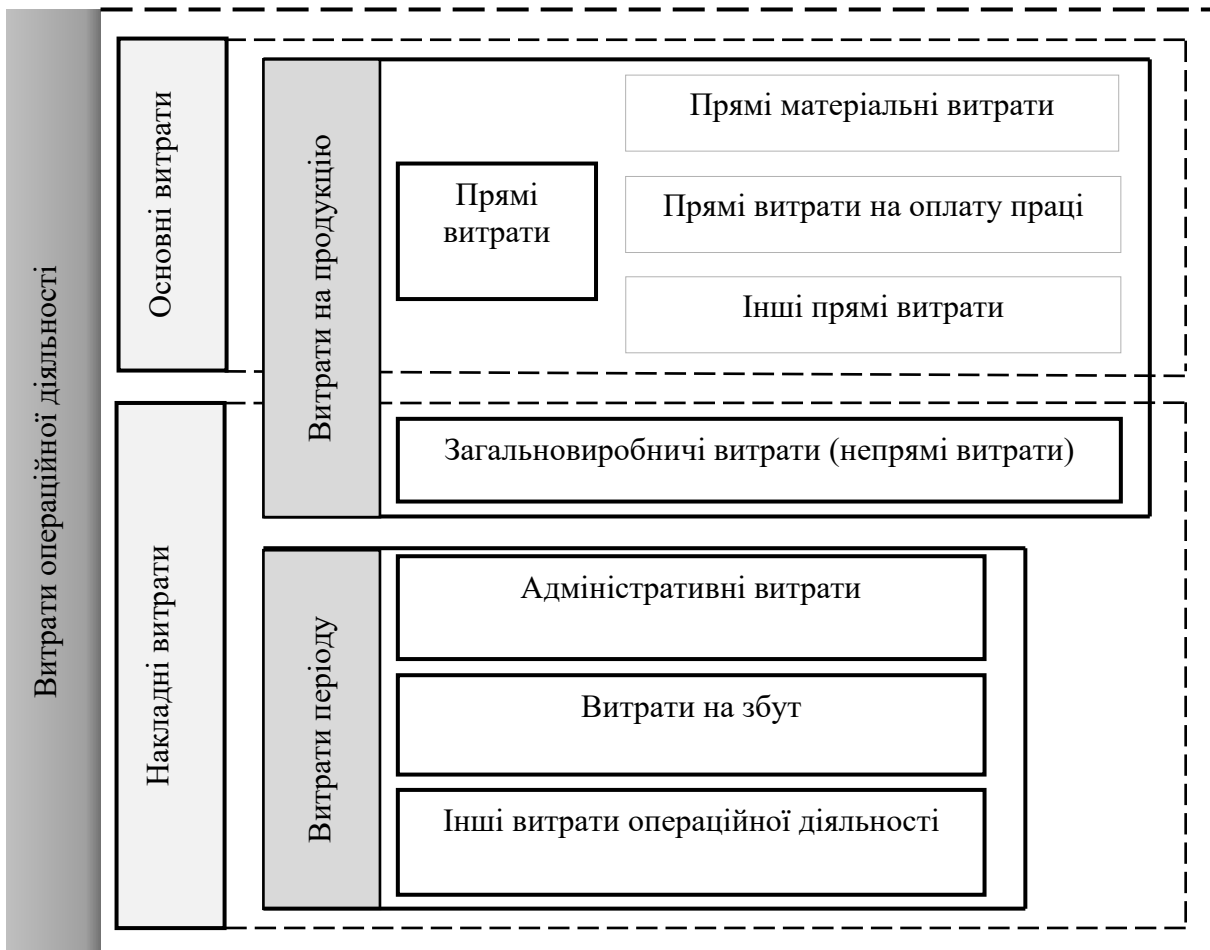 Витрати операційної діяльності
Основні витрати
Витрати на продукцію
Прямі
витрати
Прямі матеріальні витрати
Прямі витрати на оплату праці
Інші прямі витрати
Загальновиробничі витрати (непрямі витрати)
Накладні витрати
Витрати періоду
Адміністративні витрати
Витрати на збут
Інші витрати операційної діяльності